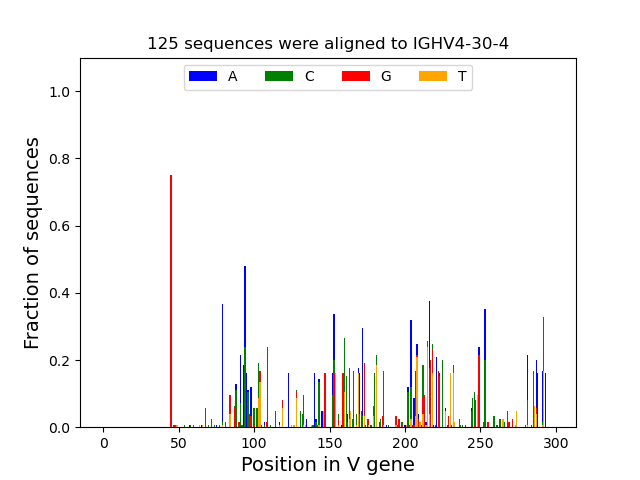 125 sequences were aligned to IGHV4-30-4
A C G T
1.0
0.8
0.6
0.4
0.2
0.0
Fraction of sequences
0 50 100 150 200 250 300
Position in V gene